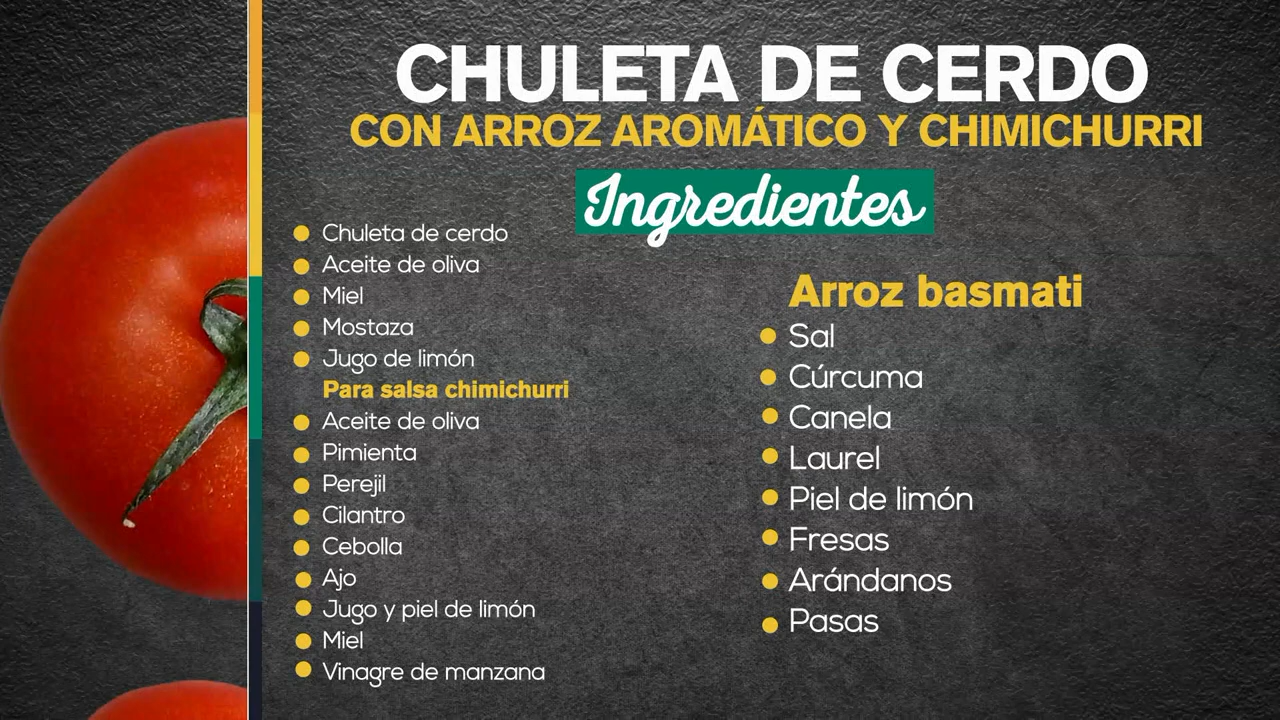 CHULETA DE CERDO
CON ARROZ AROMÁTICO Y CHIMICHURRI
Ingredientes
Chuleta de cerdo
Aceite de oliva
Miel
Mostaza
Jugo de limón
Para salsa chimichurri
Aceite de oliva
Pimienta
Perejil
Cilantro
Cebolla
Ajo
Jugo y piel de limón
Miel
Vinagre de manzana
Arroz basmati
Sal
Cúrcuma
Canela
Laurel
Piel de limón
Fresas
Arándanos
Pasas